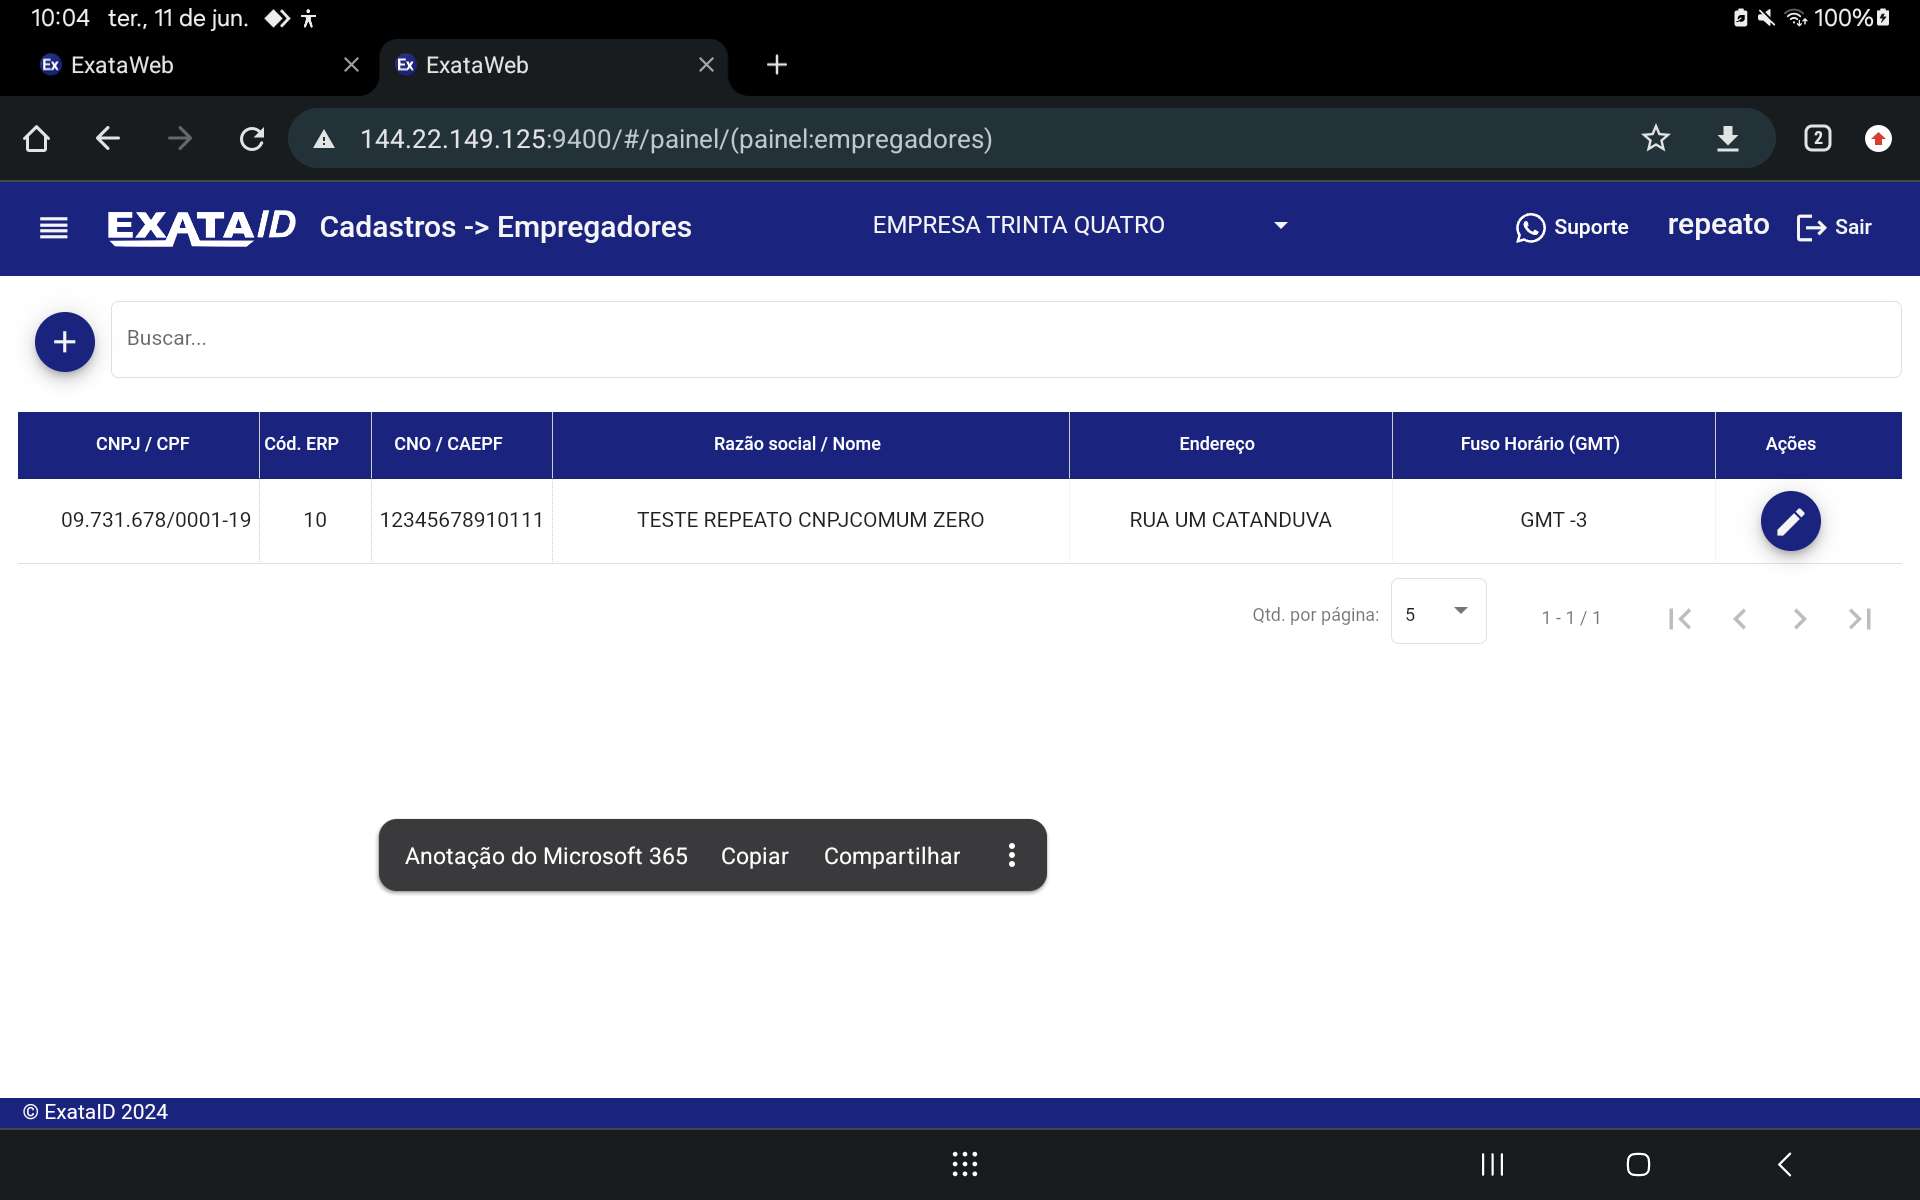 10:04 ter., 11 de jun. 100%
Ex ExataWeb Ex ExataWeb
144.22.149.125:9400/#/painel/(painel:empregadores) 2
EXATAID Cadastros -> Empregadores EMPRESA TRINTA QUATRO Suporte repeato Sair
Buscar...
CNPJ / CPF Cód. ERP CNO / CAEPF Razão social / Nome Endereço Fuso Horário (GMT) Ações
09.731.678/0001-19 10 12345678910111 TESTE REPEATO CNPJCOMUM ZERO RUA UM CATANDUVA GMT -3
Qtd. por página: 5 1 - 1 / 1
Anotação do Microsoft 365 Copiar Compartilhar
© ExataID 2024